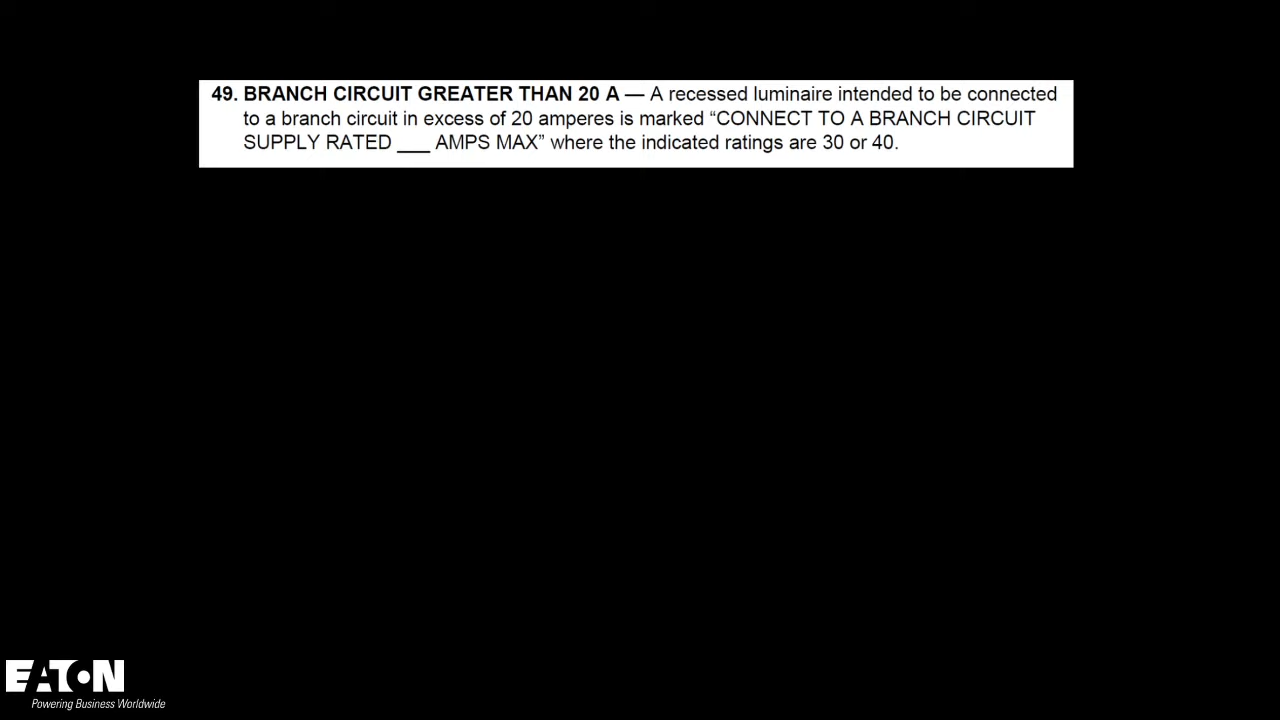 49. BRANCH CIRCUIT GREATER THAN 20 A — A recessed luminaire intended to be connected
to a branch circuit in excess of 20 amperes is marked “CONNECT TO A BRANCH CIRCUIT
SUPPLY RATED ___ AMPS MAX” where the indicated ratings are 30 or 40.
EATON
Powering Business Worldwide